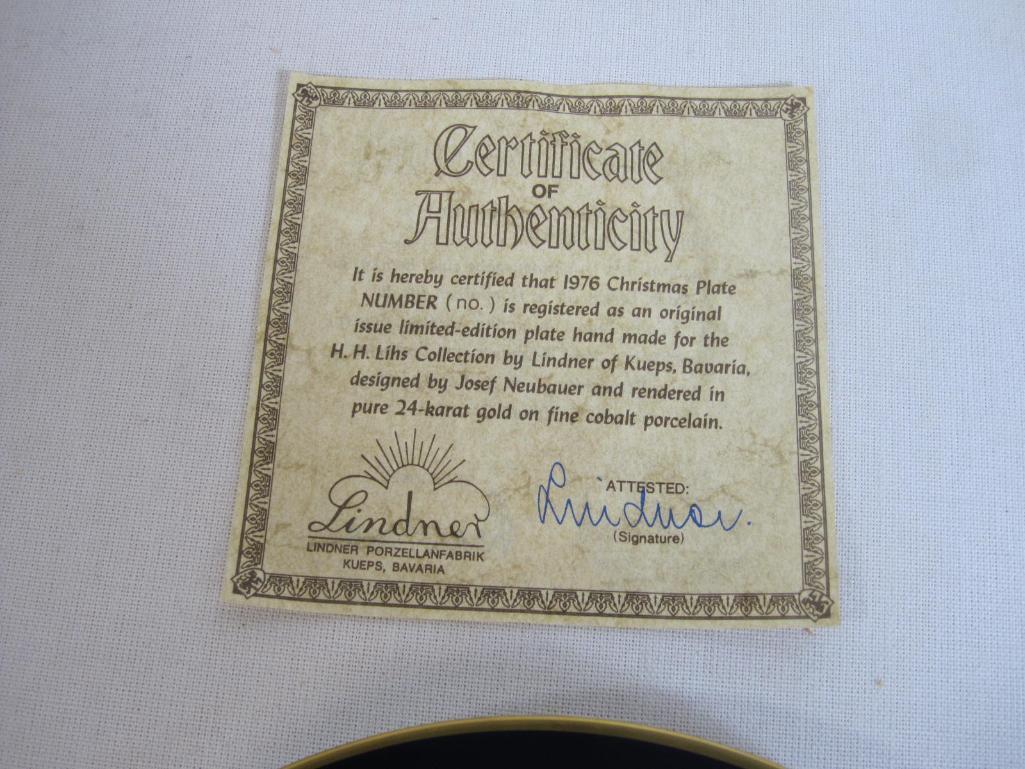 Certificate
OF
Authenticity
It is hereby certified that 1976 Christmas Plate
NUMBER (no.) is registered as an original
issue limited-edition plate hand made for the
H. H. Lihs Collection by Lindner of Kueps, Bavaria,
designed by Josef Neubauer and rendered in
pure 24-karat gold on fine cobalt porcelain.
Lindner
LINDNER PORZELLANFABRIK
KUEPS, BAVARIA
ATTESTED:
Lindner.
(Signature)